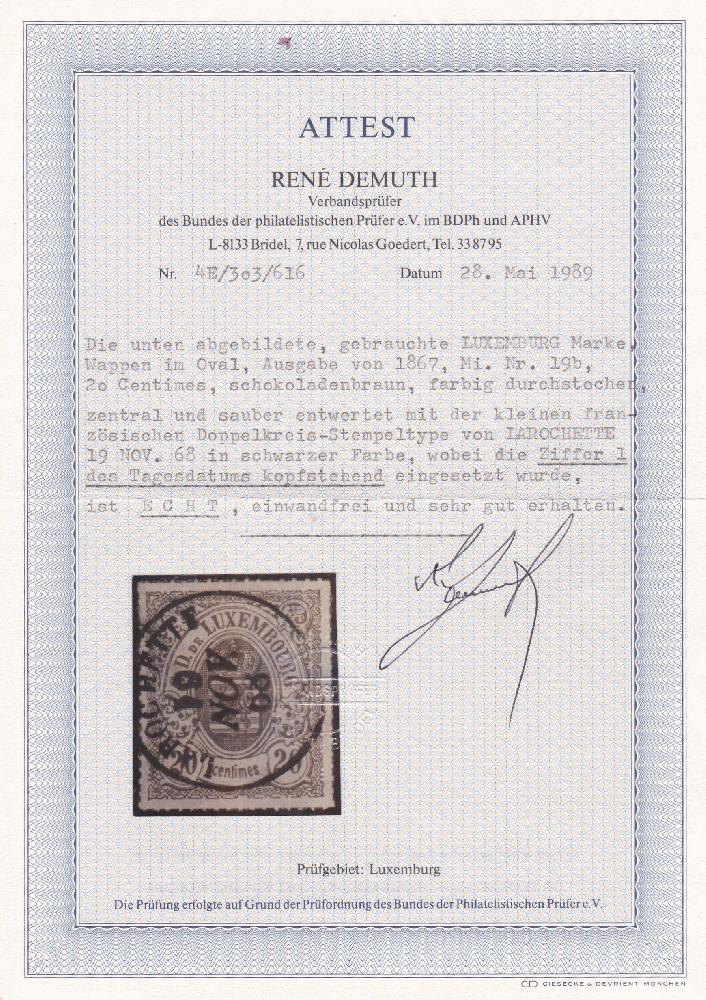 ATTEST
RENÉ DEMUTH
Verbandsprüfer
des Bundes der philatelistischen Prüfer e.V. im BDPh und APHV
L-8133 Bridel, 7, rue Nicolas Goedert, Tel. 33 87 95
Nr. 4E/3o3/616 Datum 28. Mai 1989
Die unten abgebildete, gebrauchte LUXEMBURG Marke,
Wappen im Oval, Ausgabe von 1867, Mi. Nr. 19b,
2o Centimes, schokoladenbraun, farbig durchstochen,
zentral und sauber entwertet mit der kleinen fran-
zösischen Doppelkreis-Stempeltype von LAROCHETTE
19 NOV. 68 in schwarzer Farbe, wobei die Ziffer 1
des Tagesdatums kopfstehend eingesetzt wurde,
ist E C H T , einwandfrei und sehr gut erhalten.
G.D. DE LUXEMBOURG
LAROCHETTE
NOV
20 centimes 20
Prüfgebiet: Luxemburg
Die Prüfung erfolgte auf Grund der Prüfordnung des Bundes der Philatelistischen Prüfer e.V.
GIESECKE & DEVRIENT MÜNCHEN